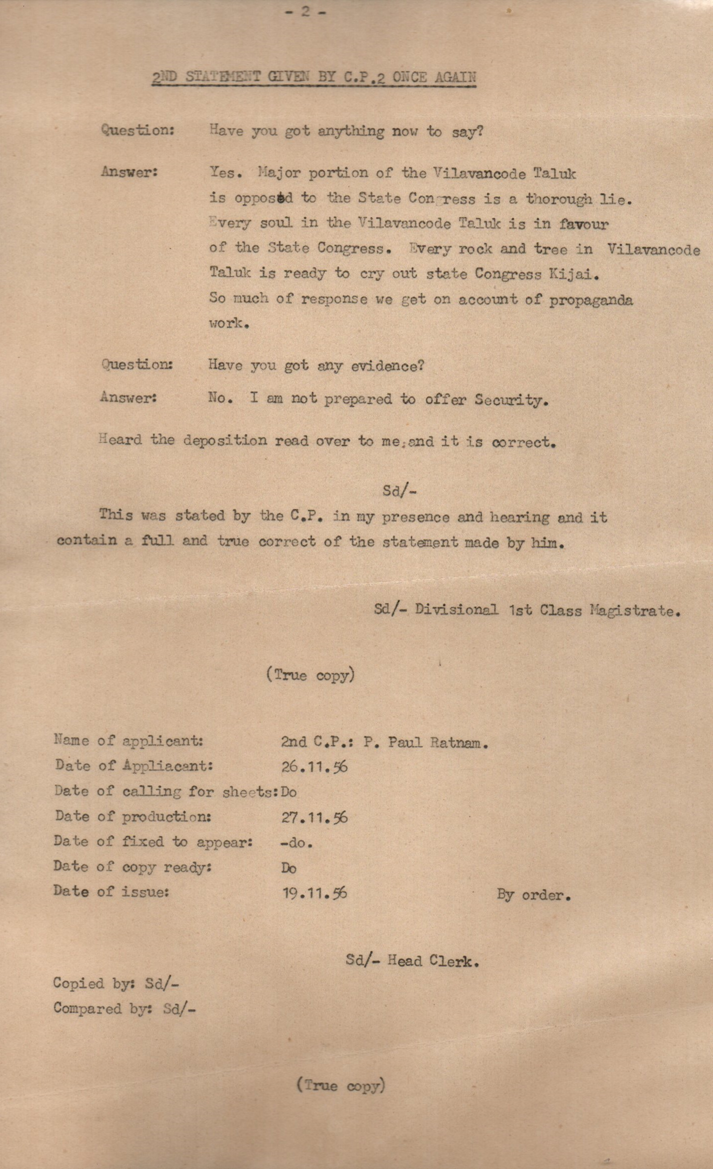 - 2 -
2ND STATEMENT GIVEN BY C.P.2 ONCE AGAIN
Question: Have you got anything now to say?
Answer: Yes. Major portion of the Vilavancode Taluk
is opposed to the State Congress is a thorough lie.
Every soul in the Vilavancode Taluk is in favour
of the State Congress. Every rock and tree in Vilavancode
Taluk is ready to cry out state Congress Kijai.
So much of response we get on account of propaganda
work.
Question: Have you got any evidence?
Answer: No. I am not prepared to offer Security.
Heard the deposition read over to me;and it is correct.
Sd/-
This was stated by the C.P. in my presence and hearing and it
contain a full and true correct of the statement made by him.
Sd/- Divisional 1st Class Magistrate.
(True copy)
Name of applicant: 2nd C.P.: P. Paul Ratnam.
Date of Appliacant: 26.11.56
Date of calling for sheets:Do
Date of production: 27.11.56
Date of fixed to appear: -do.
Date of copy ready: Do
Date of issue: 19.11.56 By order.
Sd/- Head Clerk.
Copied by: Sd/-
Compared by: Sd/-
(True copy)